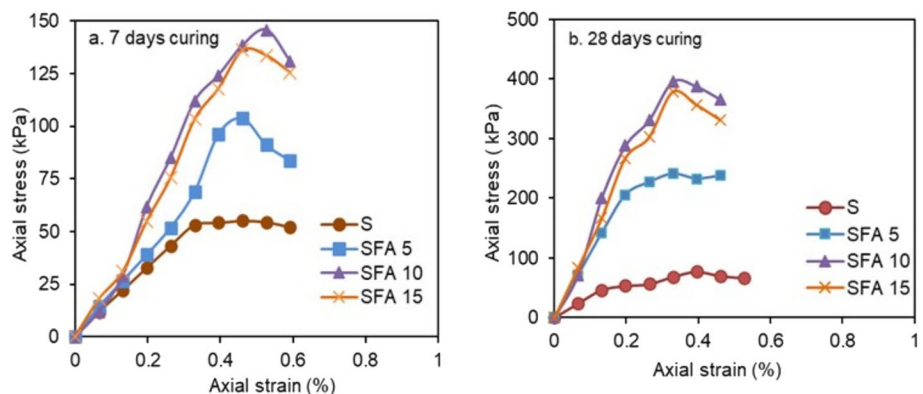 a. 7 days curing
Axial stress (kPa)
150
125
100
75
50
25
0
0 0.2 0.4 0.6 0.8 1
Axial strain (%)
S
SFA 5
SFA 10
SFA 15
b. 28 days curing
Axial stress ( kPa)
500
400
300
200
100
0
0 0.2 0.4 0.6 0.8 1
Axial strain (%)
S
SFA 5
SFA 10
SFA 15